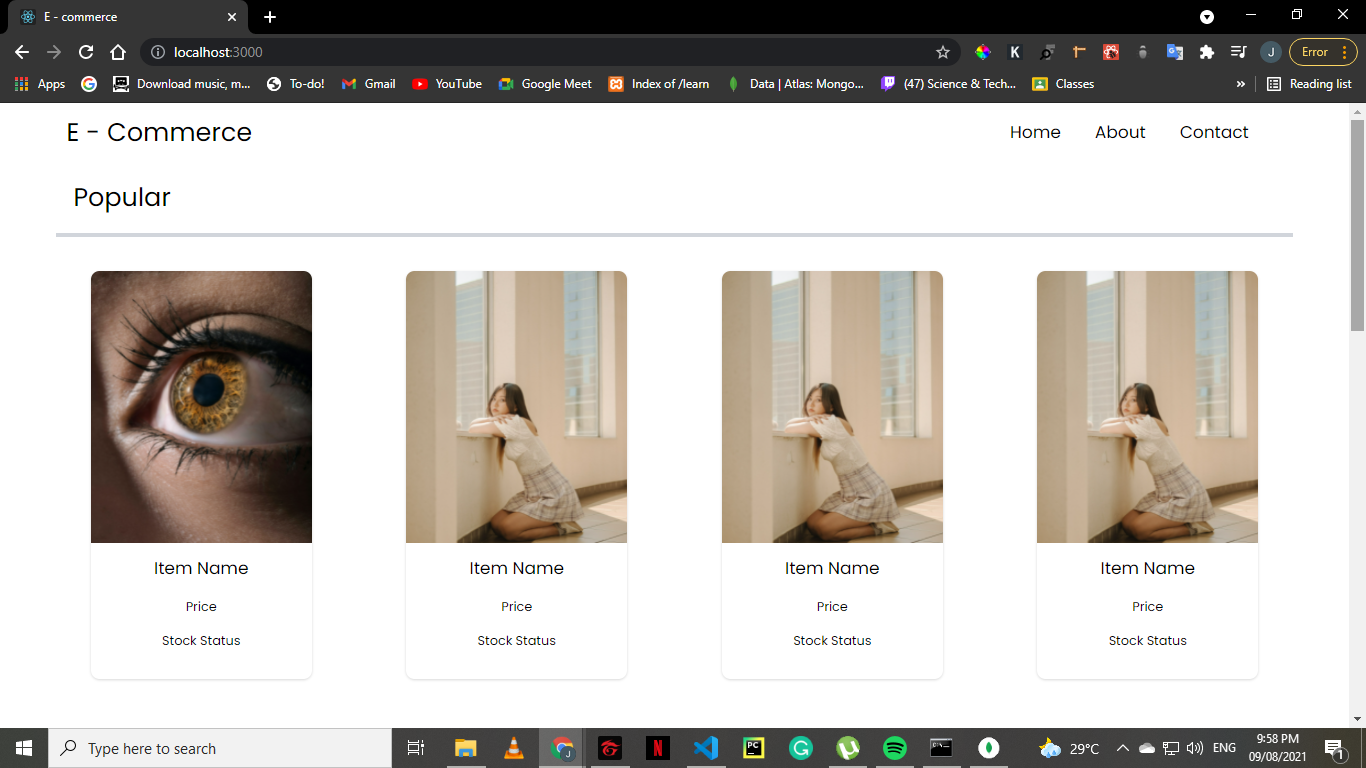 E - commerce
localhost:3000
K
J
Error
Apps
Download music, m...
To-do!
Gmail
YouTube
Google Meet
Index of /learn
Data | Atlas: Mongo...
(47) Science & Tech...
Classes
»
Reading list
E - Commerce
Home
About
Contact
Popular
Item Name
Item Name
Item Name
Item Name
Price
Price
Price
Price
Stock Status
Stock Status
Stock Status
Stock Status
Type here to search
29°C
ENG
9:58 PM
09/08/2021
1